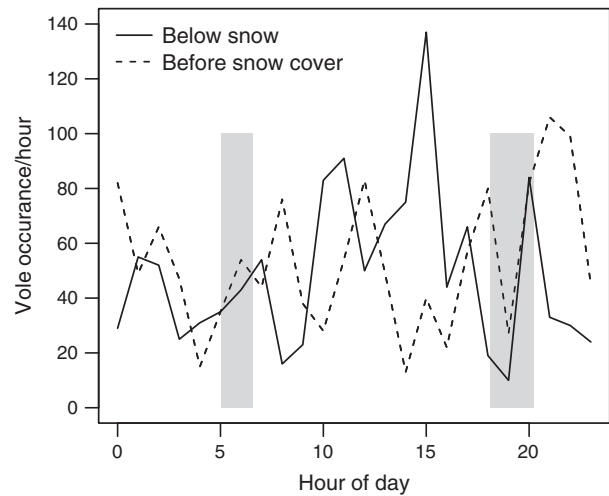 140
Below snow
Before snow cover
120
100
80
60
40
20
0
Vole occurance/hour
0 5 10 15 20
Hour of day